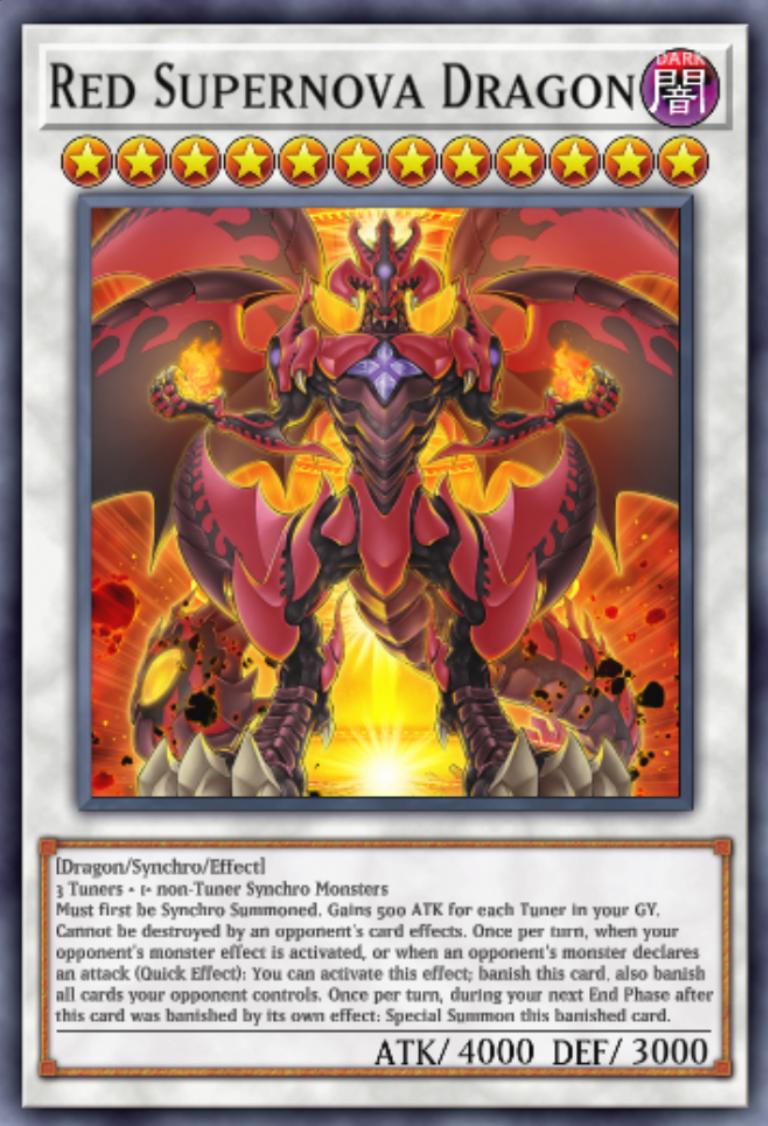 RED SUPERNOVA DRAGON
DARK
闇
[Dragon/Synchro/Effect]
3 Tuners + 1+ non-Tuner Synchro Monsters
Must first be Synchro Summoned. Gains 500 ATK for each Tuner in your GY.
Cannot be destroyed by an opponent's card effects. Once per turn, when your
opponent's monster effect is activated, or when an opponent's monster declares
an attack (Quick Effect): You can activate this effect; banish this card, also banish
all cards your opponent controls. Once per turn, during your next End Phase after
this card was banished by its own effect: Special Summon this banished card.
ATK/ 4000 DEF/ 3000